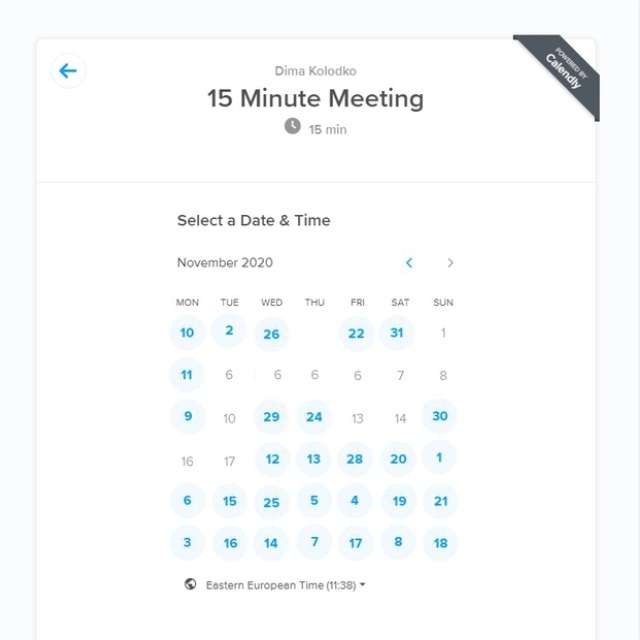 POWERED BY
Calendly
Dima Kolodko
15 Minute Meeting
15 min
Select a Date & Time
November 2020
MON TUE WED THU FRI SAT SUN
10 2 26 22 31 1
11 6 6 6 6 7 8
9 10 29 24 13 14 30
16 17 12 13 28 20 1
6 15 25 5 4 19 21
3 16 14 7 17 8 18
Eastern European Time (11:38)